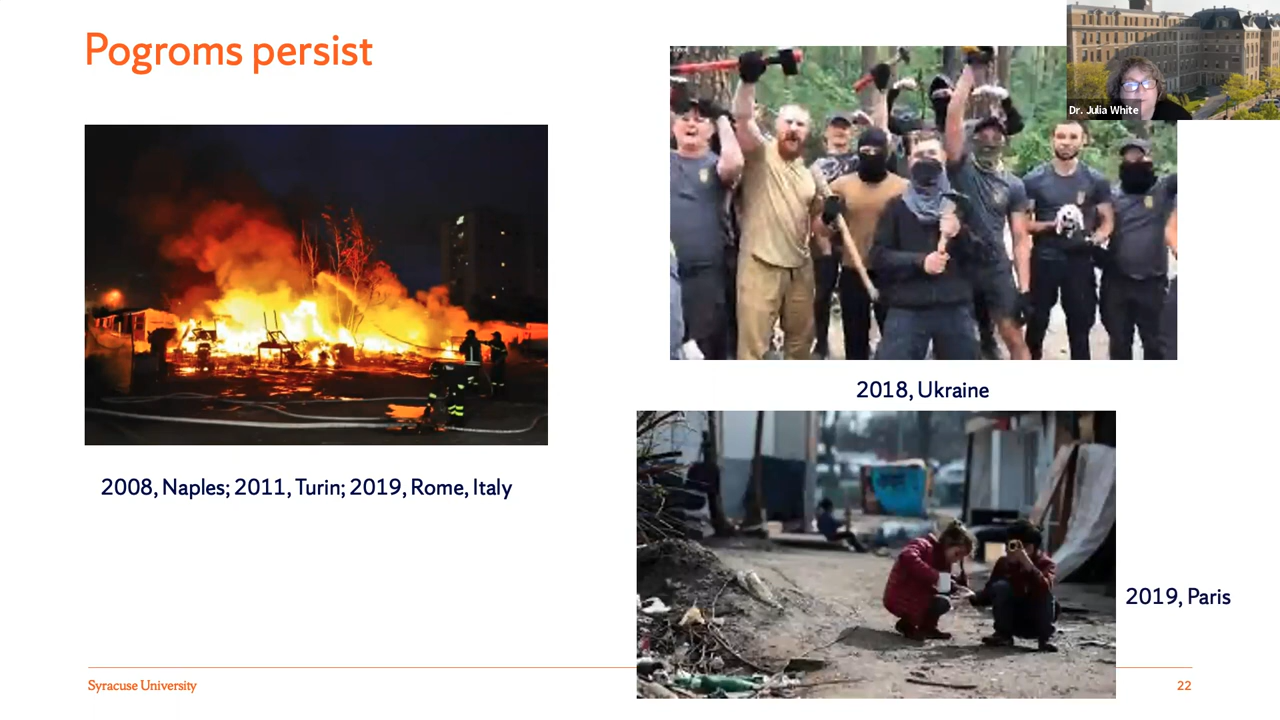 Pogroms persist
Dr. Julia White
2018, Ukraine
2008, Naples; 2011, Turin; 2019, Rome, Italy
2019, Paris
Syracuse University
22